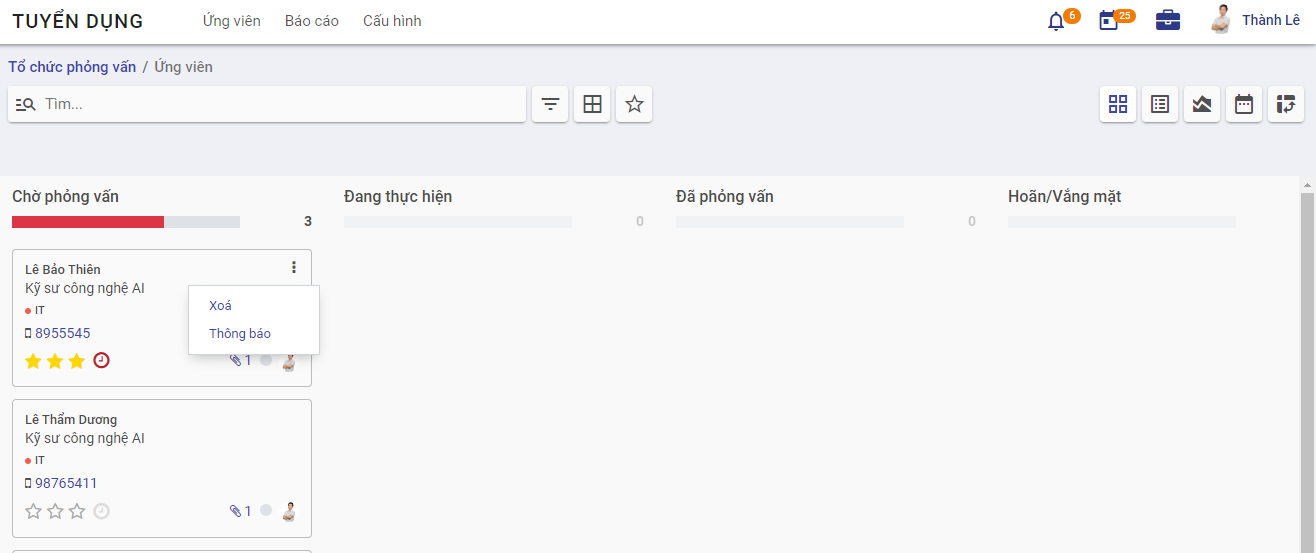 TUYỂN DỤNG Ứng viên Báo cáo Cấu hình 6 25 Thành Lê
Tổ chức phỏng vấn / Ứng viên
Tìm...
Chờ phỏng vấn Đang thực hiện Đã phỏng vấn Hoãn/Vắng mặt
3 0 0
Lê Bảo Thiên
Kỹ sư công nghệ AI
Xoá
IT
8955545
Thông báo
1
Lê Thẩm Dương
Kỹ sư công nghệ AI
IT
98765411
1